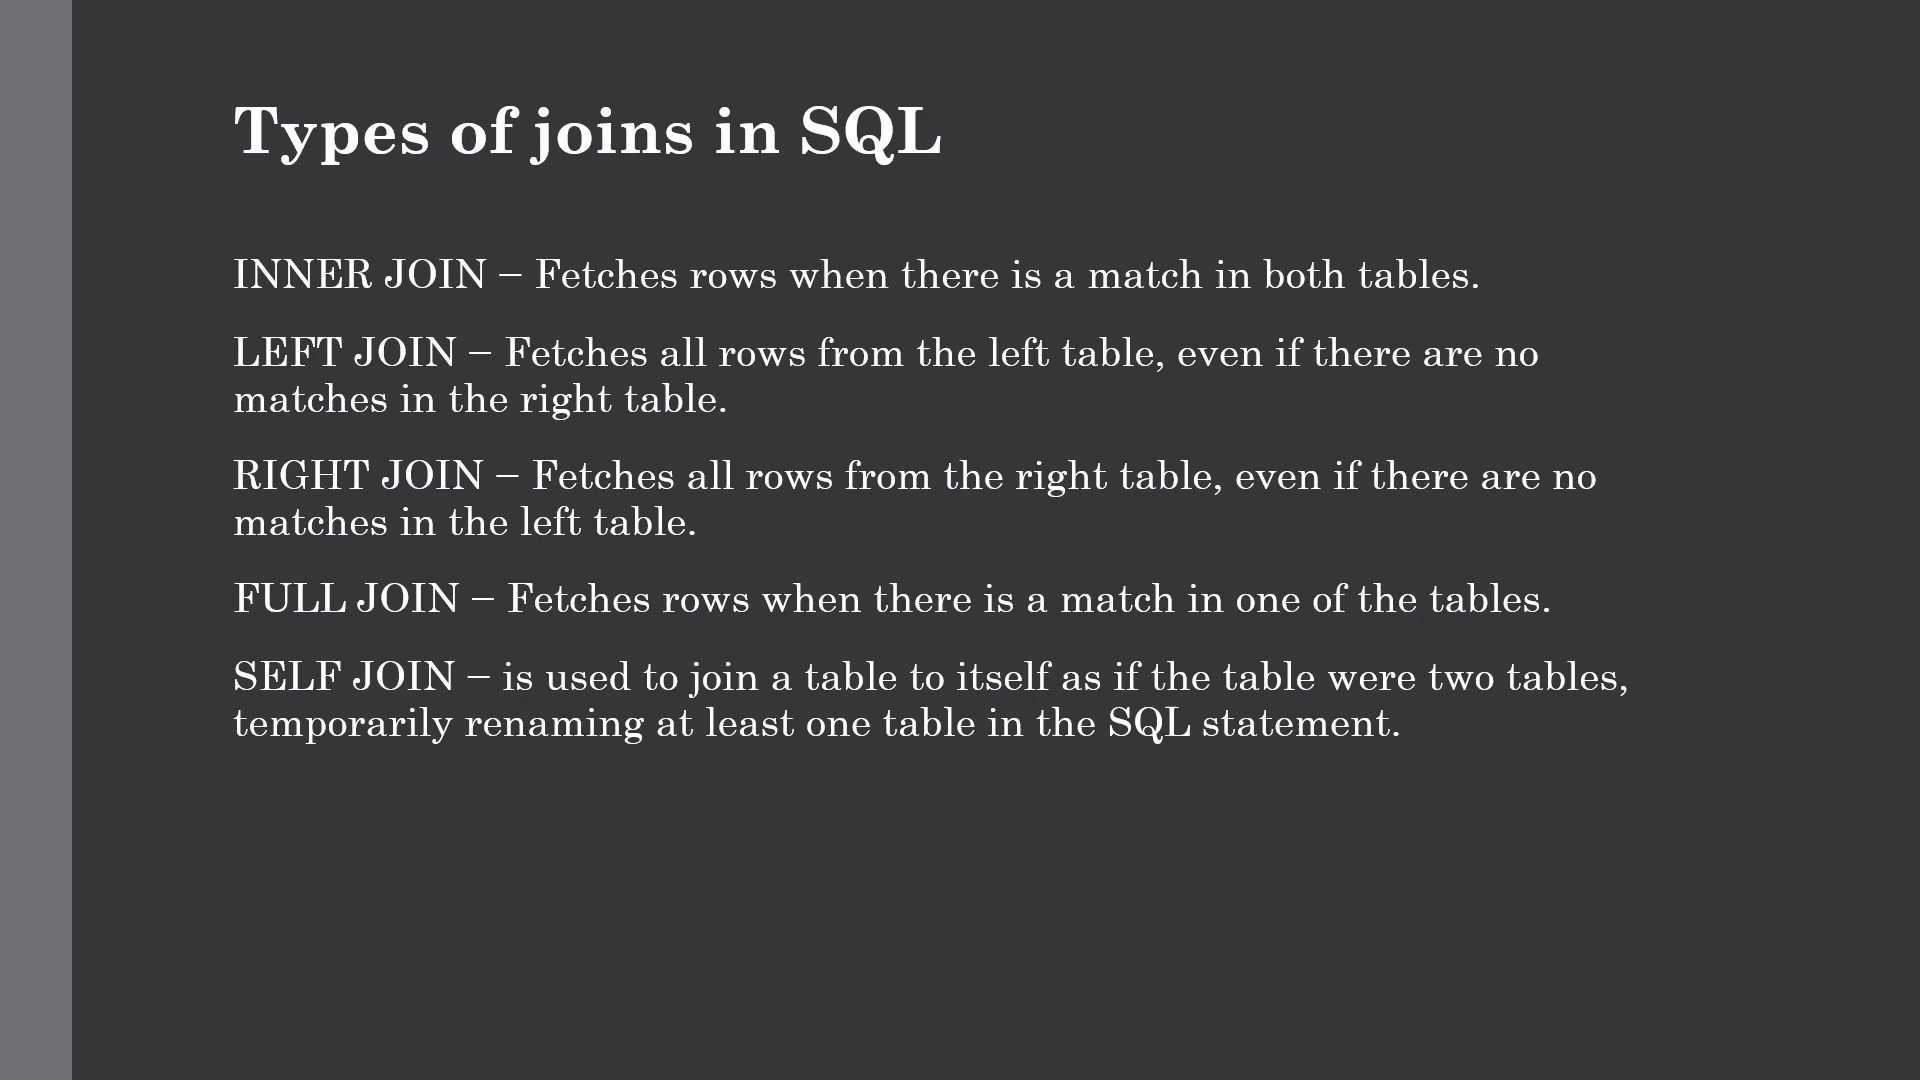 Types of joins in SQL
INNER JOIN – Fetches rows when there is a match in both tables.
LEFT JOIN – Fetches all rows from the left table, even if there are no
matches in the right table.
RIGHT JOIN – Fetches all rows from the right table, even if there are no
matches in the left table.
FULL JOIN – Fetches rows when there is a match in one of the tables.
SELF JOIN – is used to join a table to itself as if the table were two tables,
temporarily renaming at least one table in the SQL statement.